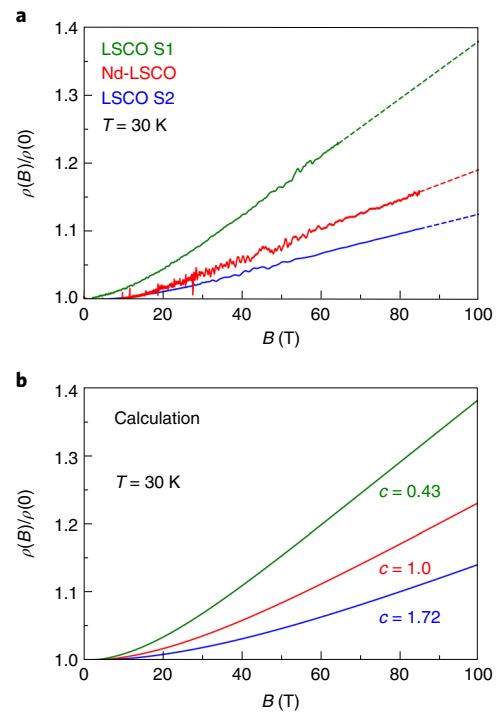 a
1.4
LSCO S1
Nd-LSCO
LSCO S2
T = 30 K
1.3
1.2
1.1
1.0
ρ(B)/ρ(0)
0 20 40 60 80 100
B (T)
b
1.4
Calculation
T = 30 K
1.3
1.2
1.1
1.0
ρ(B)/ρ(0)
c = 0.43
c = 1.0
c = 1.72
0 20 40 60 80 100
B (T)